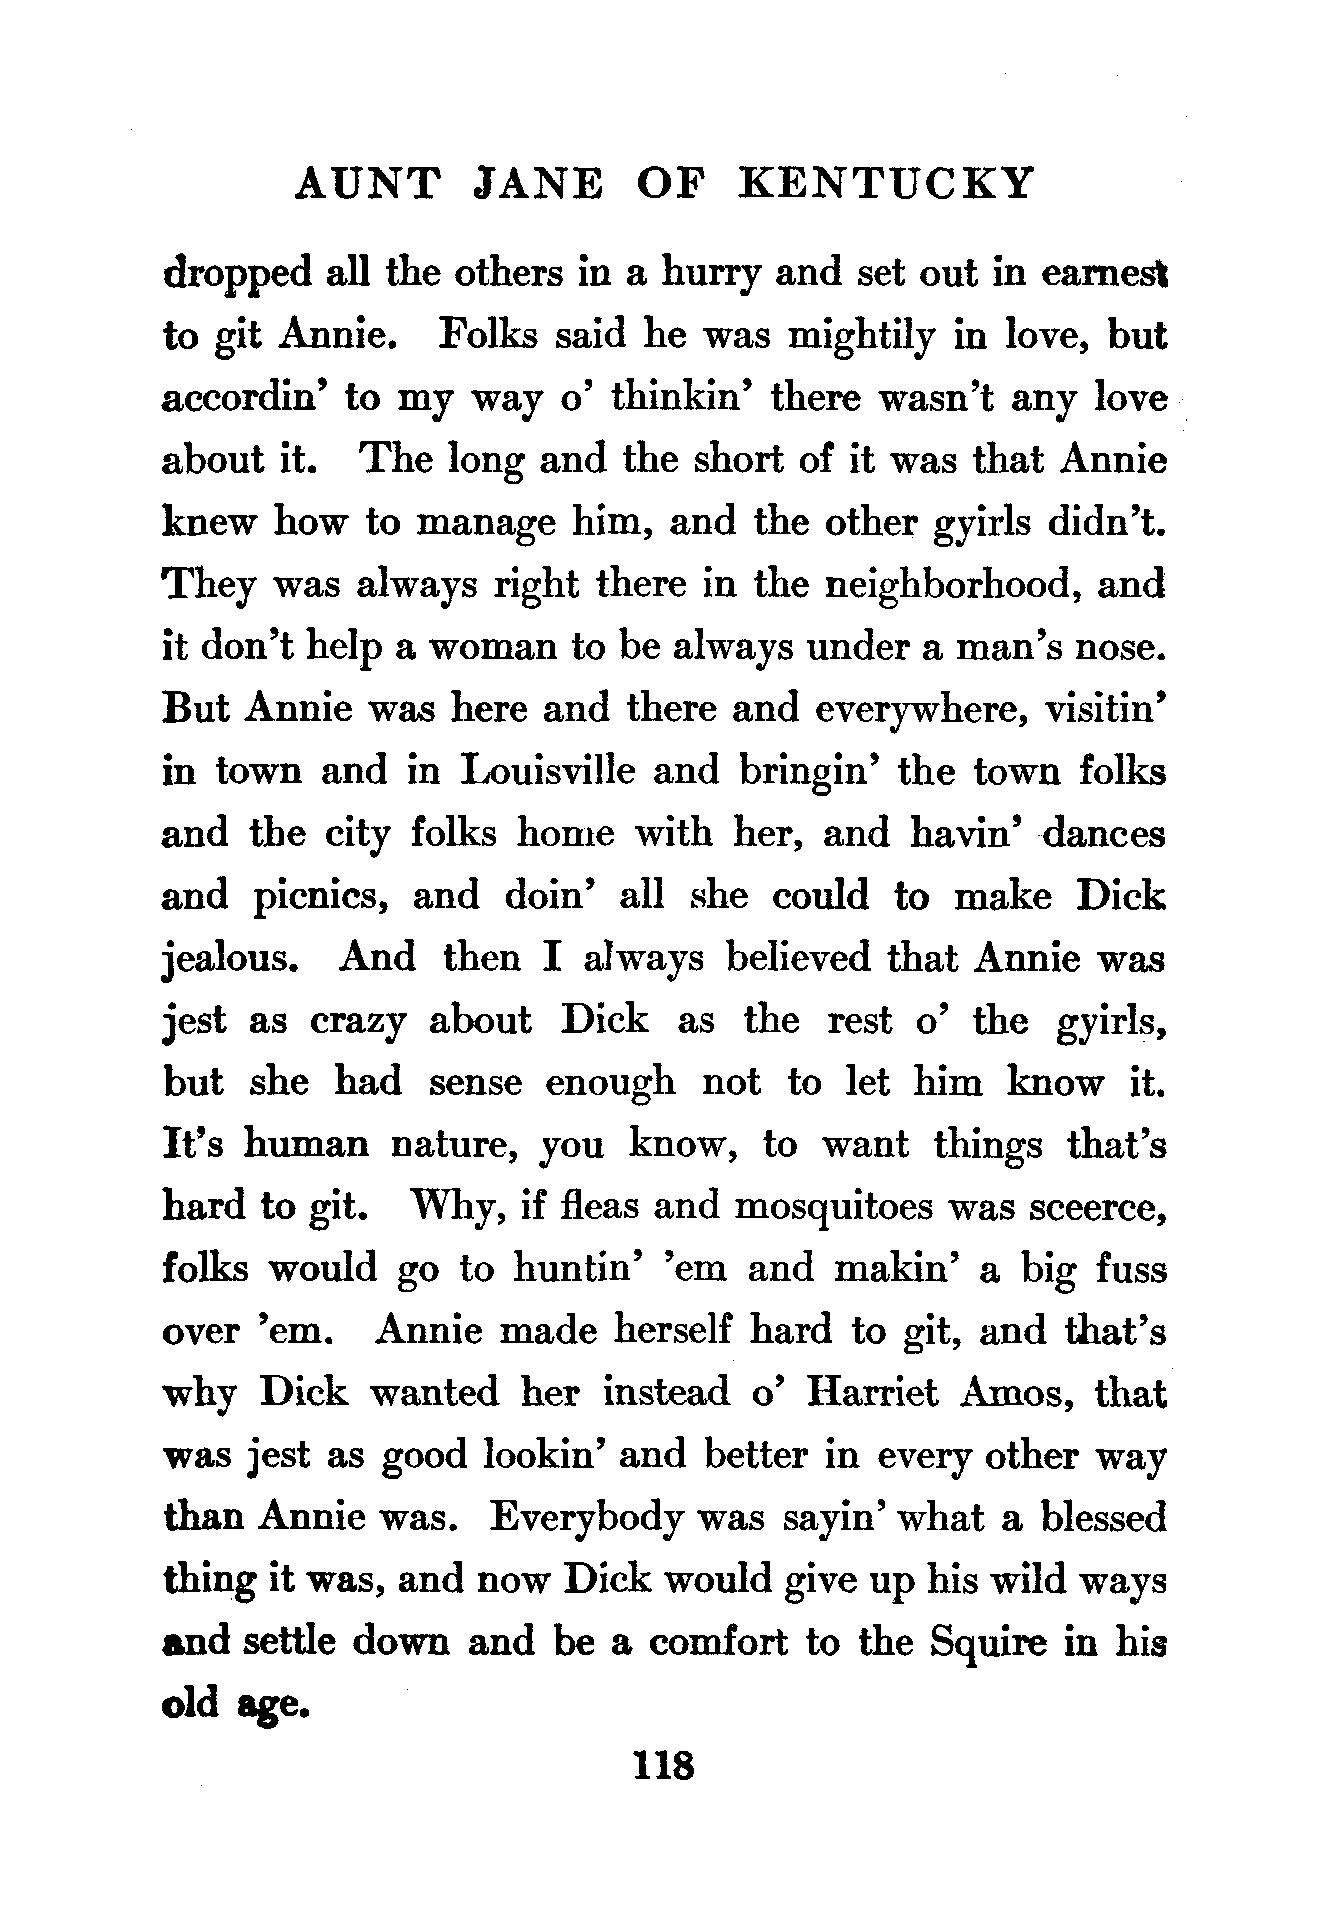 AUNT JANE OF KENTUCKY
dropped all the others in a hurry and set out in earnest
to git Annie. Folks said he was mightily in love, but
accordin' to my way o' thinkin' there wasn't any love
about it. The long and the short of it was that Annie
knew how to manage him, and the other gyirls didn't.
They was always right there in the neighborhood, and
it don't help a woman to be always under a man's nose.
But Annie was here and there and everywhere, visitin'
in town and in Louisville and bringin' the town folks
and the city folks home with her, and havin' dances
and picnics, and doin' all she could to make Dick
jealous. And then I always believed that Annie was
jest as crazy about Dick as the rest o' the gyirls,
but she had sense enough not to let him know it.
It's human nature, you know, to want things that's
hard to git. Why, if fleas and mosquitoes was sceerce,
folks would go to huntin' 'em and makin' a big fuss
over 'em. Annie made herself hard to git, and that's
why Dick wanted her instead o' Harriet Amos, that
was jest as good lookin' and better in every other way
than Annie was. Everybody was sayin' what a blessed
thing it was, and now Dick would give up his wild ways
and settle down and be a comfort to the Squire in his
old age.
118